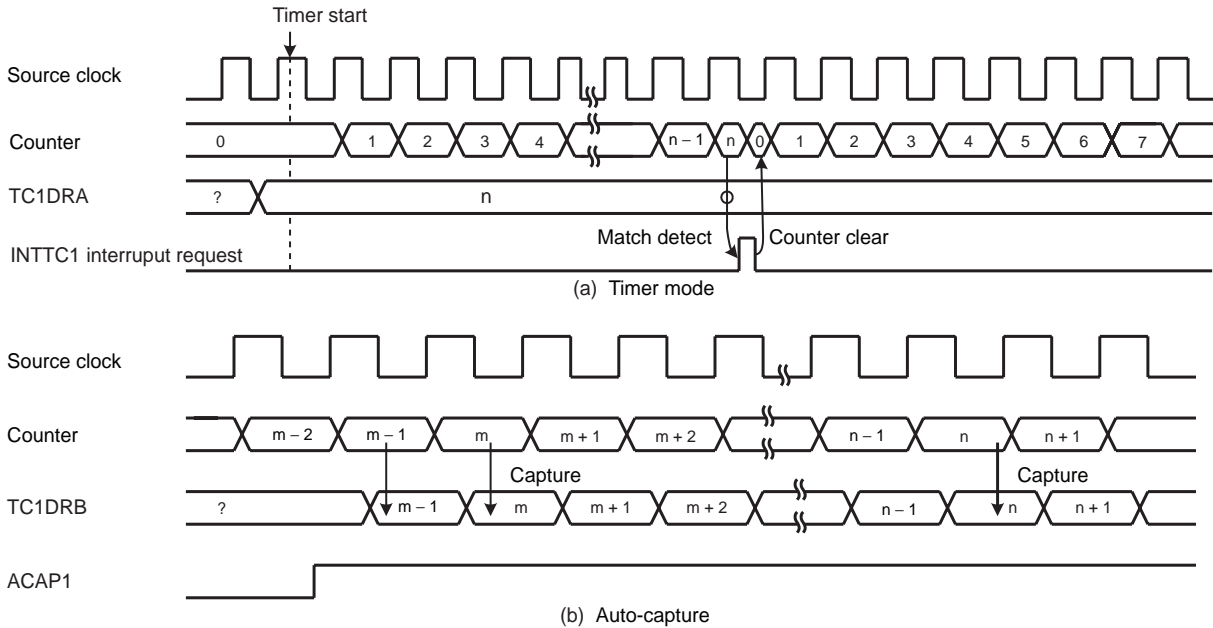 Timer start
Source clock
Counter 0 1 2 3 4 n – 1 n 0 1 2 3 4 5 6 7
TC1DRA ? n
Match detect Counter clear
INTTC1 interruput request
(a) Timer mode
Source clock
Counter m – 2 m – 1 m m + 1 m + 2 n – 1 n n + 1
Capture Capture
TC1DRB ? m – 1 m m + 1 m + 2 n – 1 n n + 1
ACAP1
(b) Auto-capture